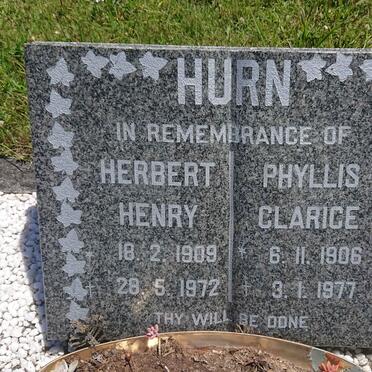 HURN
IN REMEMBRANCE OF
HERBERT PHYLLIS
HENRY CLARICE
* 18.2.1909 * 6.11.1906
† 28.5.1972 † 3.1.1977
THY WILL BE DONE